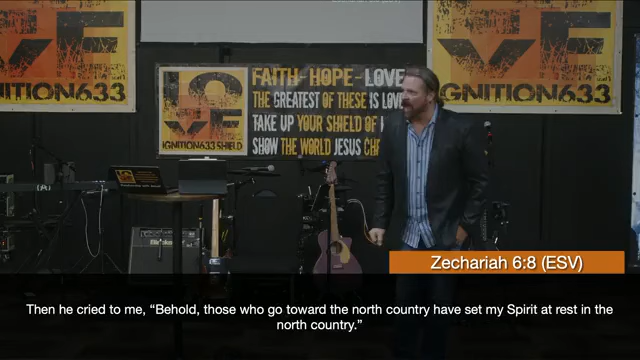 IGNITION633
LOVE
IGNITION633 SHIELD
FAITH-HOPE-LOVE
THE GREATEST OF THESE IS LOVE
TAKE UP YOUR SHIELD OF
SHOW THE WORLD JESUS
IGNITION633
Zechariah 6:8 (ESV)
Then he cried to me, “Behold, those who go toward the north country have set my Spirit at rest in the
north country.”